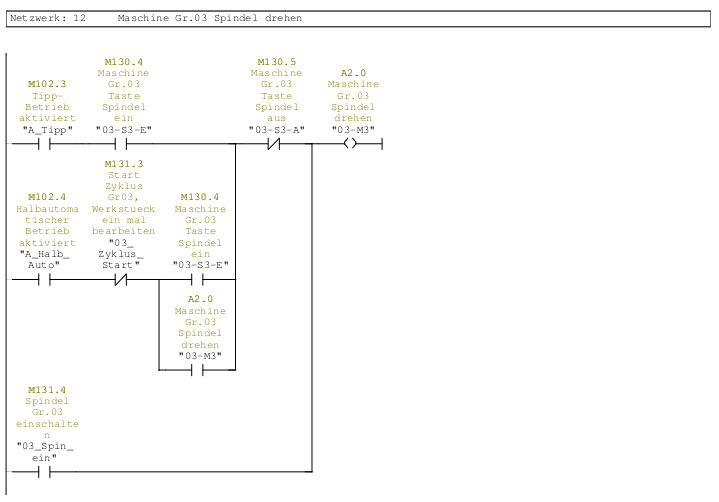 Netzwerk: 12 Maschine Gr.03 Spindel drehen
M102.3
Tipp-
Betrieb
aktiviert
"A_Tipp"
M130.4
Maschine
Gr.03
Taste
Spindel
ein
"03-S3-E"
M130.5
Maschine
Gr.03
Taste
Spindel
aus
"03-S3-A"
A2.0
Maschine
Gr.03
Spindel
drehen
"03-M3"
M102.4
Halbautoma
tischer
Betrieb
aktiviert
"A_Halb_
Auto"
M131.3
Start
Zyklus
Gr03,
Werkstueck
ein mal
bearbeiten
"03_
Zyklus_
Start"
M130.4
Maschine
Gr.03
Taste
Spindel
ein
"03-S3-E"
A2.0
Maschine
Gr.03
Spindel
drehen
"03-M3"
M131.4
Spindel
Gr.03
einschalte
n
"03_Spin_
ein"